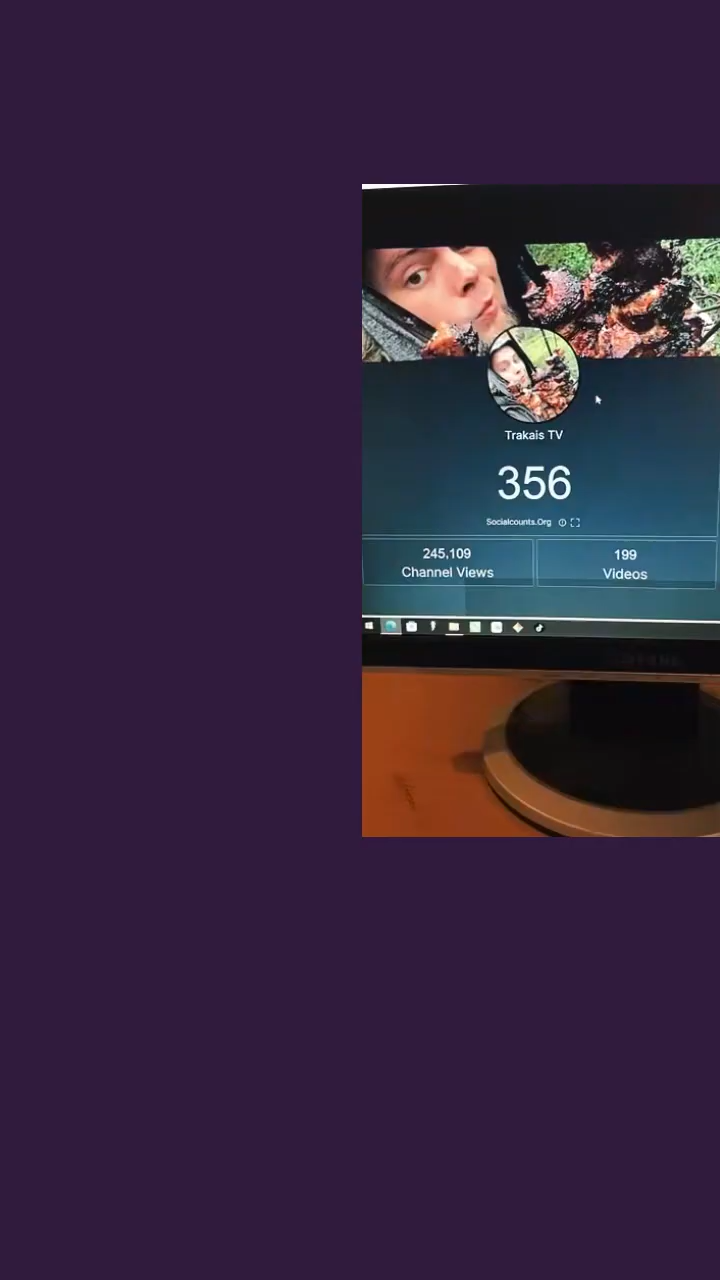 Trakais TV
356
Socialcounts.Org
245,109
Channel Views
199
Videos